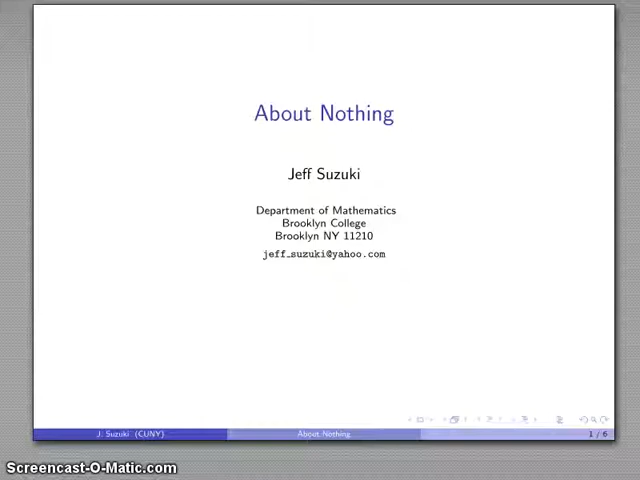 About Nothing
Jeff Suzuki
Department of Mathematics
Brooklyn College
Brooklyn NY 11210
jeff_suzuki@yahoo.com
J. Suzuki (CUNY)
About Nothing
1 / 6
Screencast-O-Matic.com